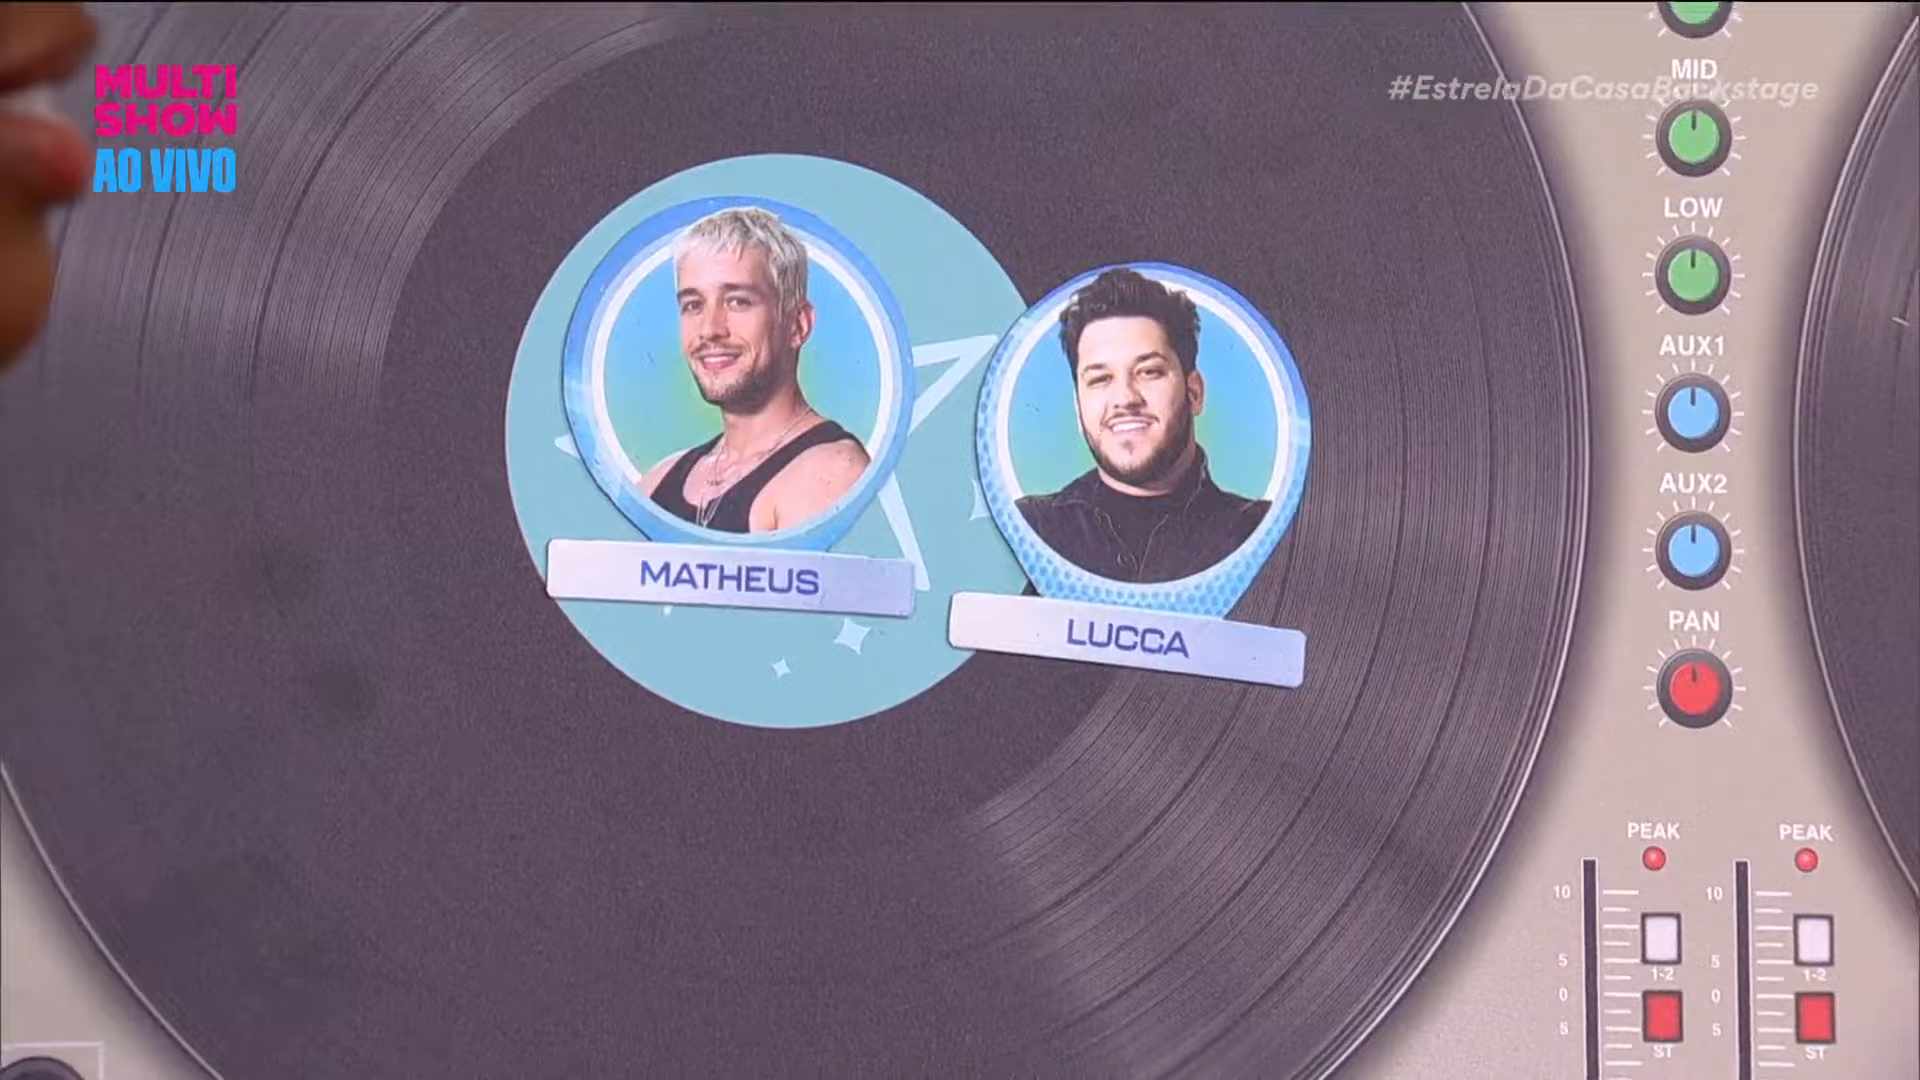 MULTI
SHOW
AO VIVO
#EstrelaDaCasaBackstage
MID
LOW
AUX1
AUX2
PAN
MATHEUS
LUCCA
PEAK
PEAK
10
10
5
5
1-2
1-2
0
0
5
5
ST
ST